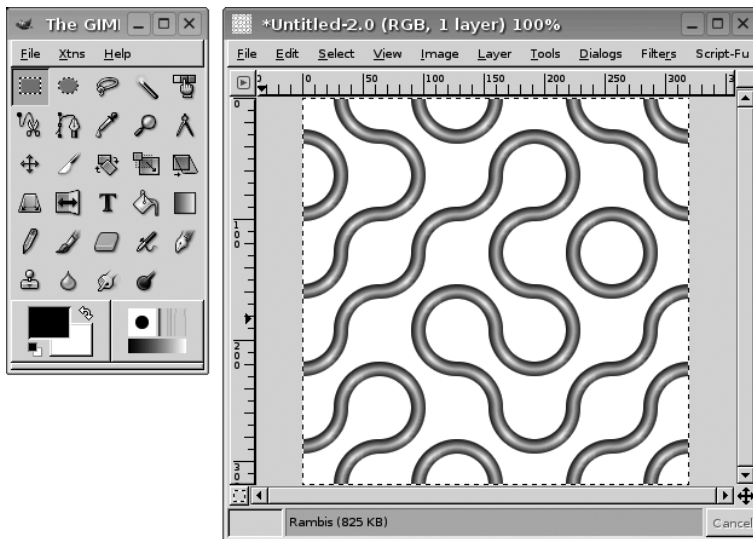 The GIMP
File Xtns Help
*Untitled-2.0 (RGB, 1 layer) 100%
File Edit Select View Image Layer Tools Dialogs Filters Script-Fu
0 50 100 150 200 250 300
0
100
200
30
T
Rambis (825 KB)
Cancel